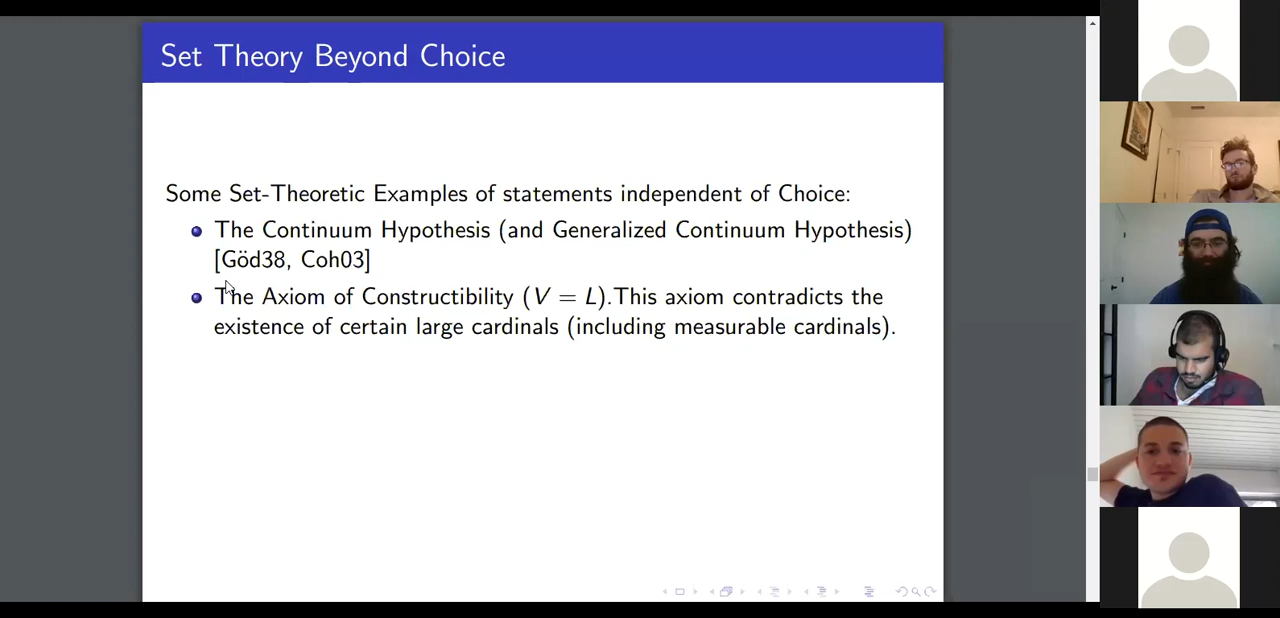 Set Theory Beyond Choice
Some Set-Theoretic Examples of statements independent of Choice:
The Continuum Hypothesis (and Generalized Continuum Hypothesis)
[Göd38, Coh03]
The Axiom of Constructibility (V = L).This axiom contradicts the
existence of certain large cardinals (including measurable cardinals).